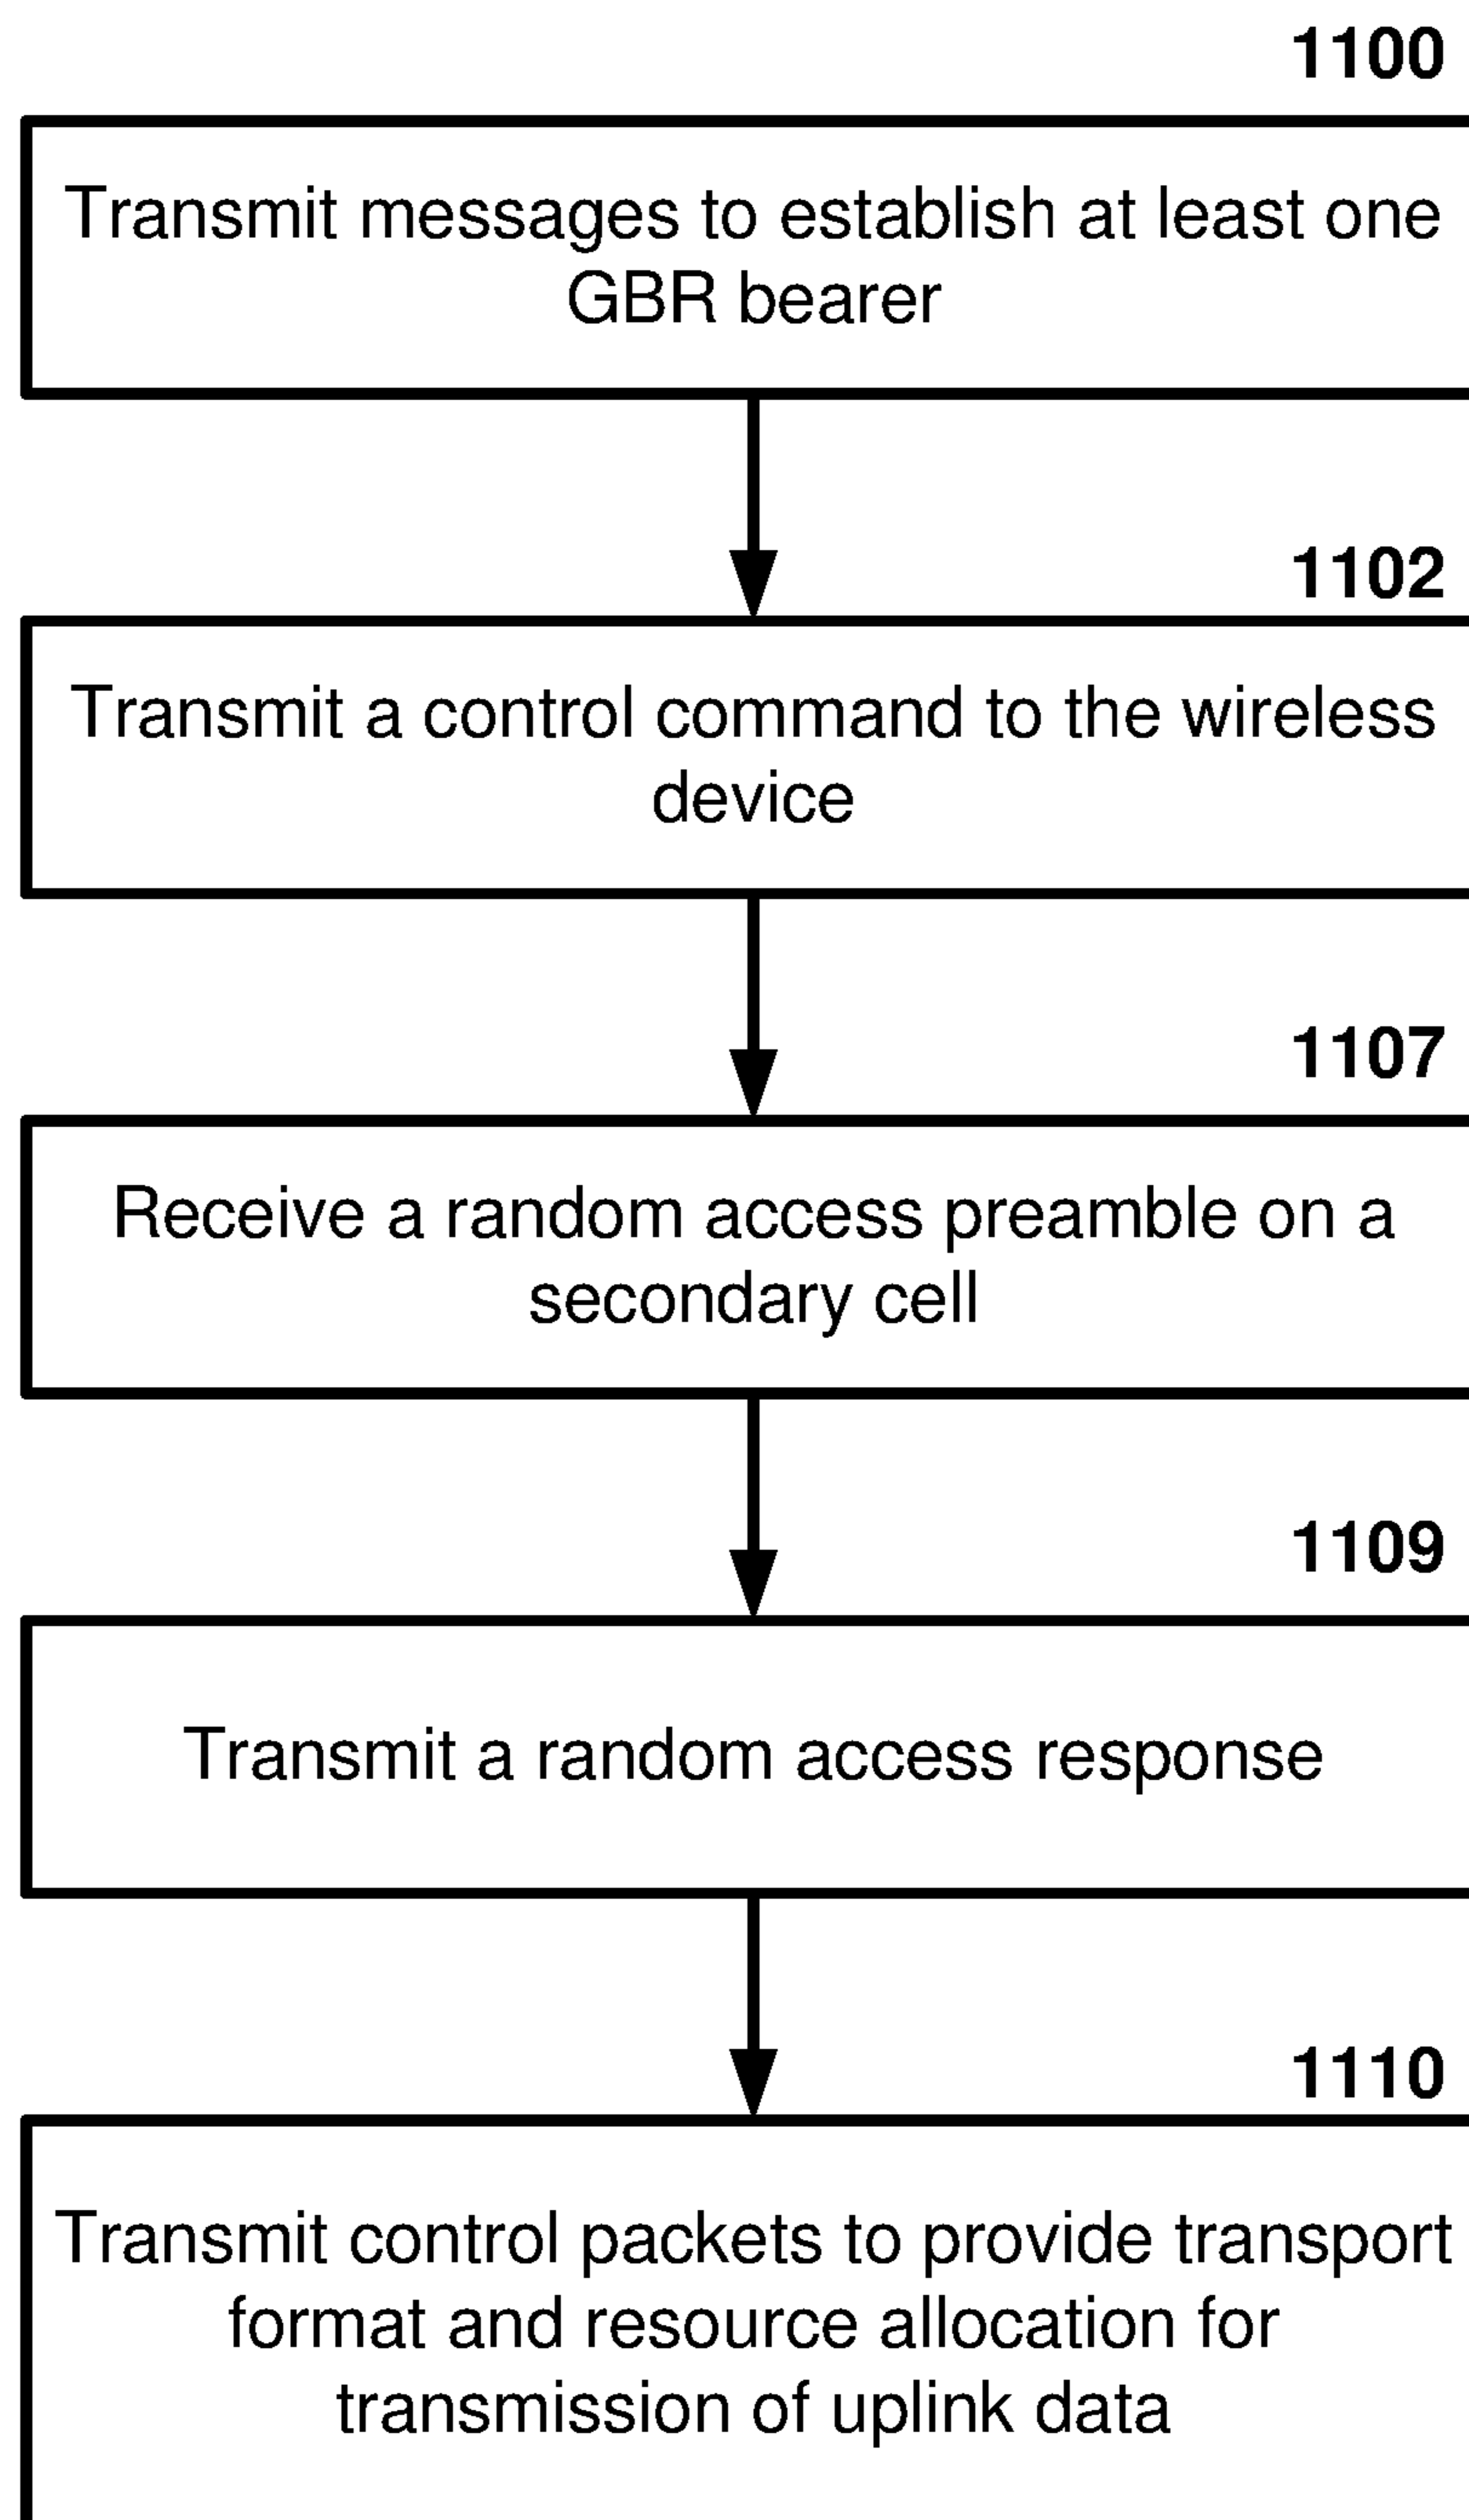 1100
Transmit messages to establish at least one
GBR bearer
1102
Transmit a control command to the wireless
device
1107
Receive a random access preamble on a
secondary cell
1109
Transmit a random access response
1110
Transmit control packets to provide transport
format and resource allocation for
transmission of uplink data